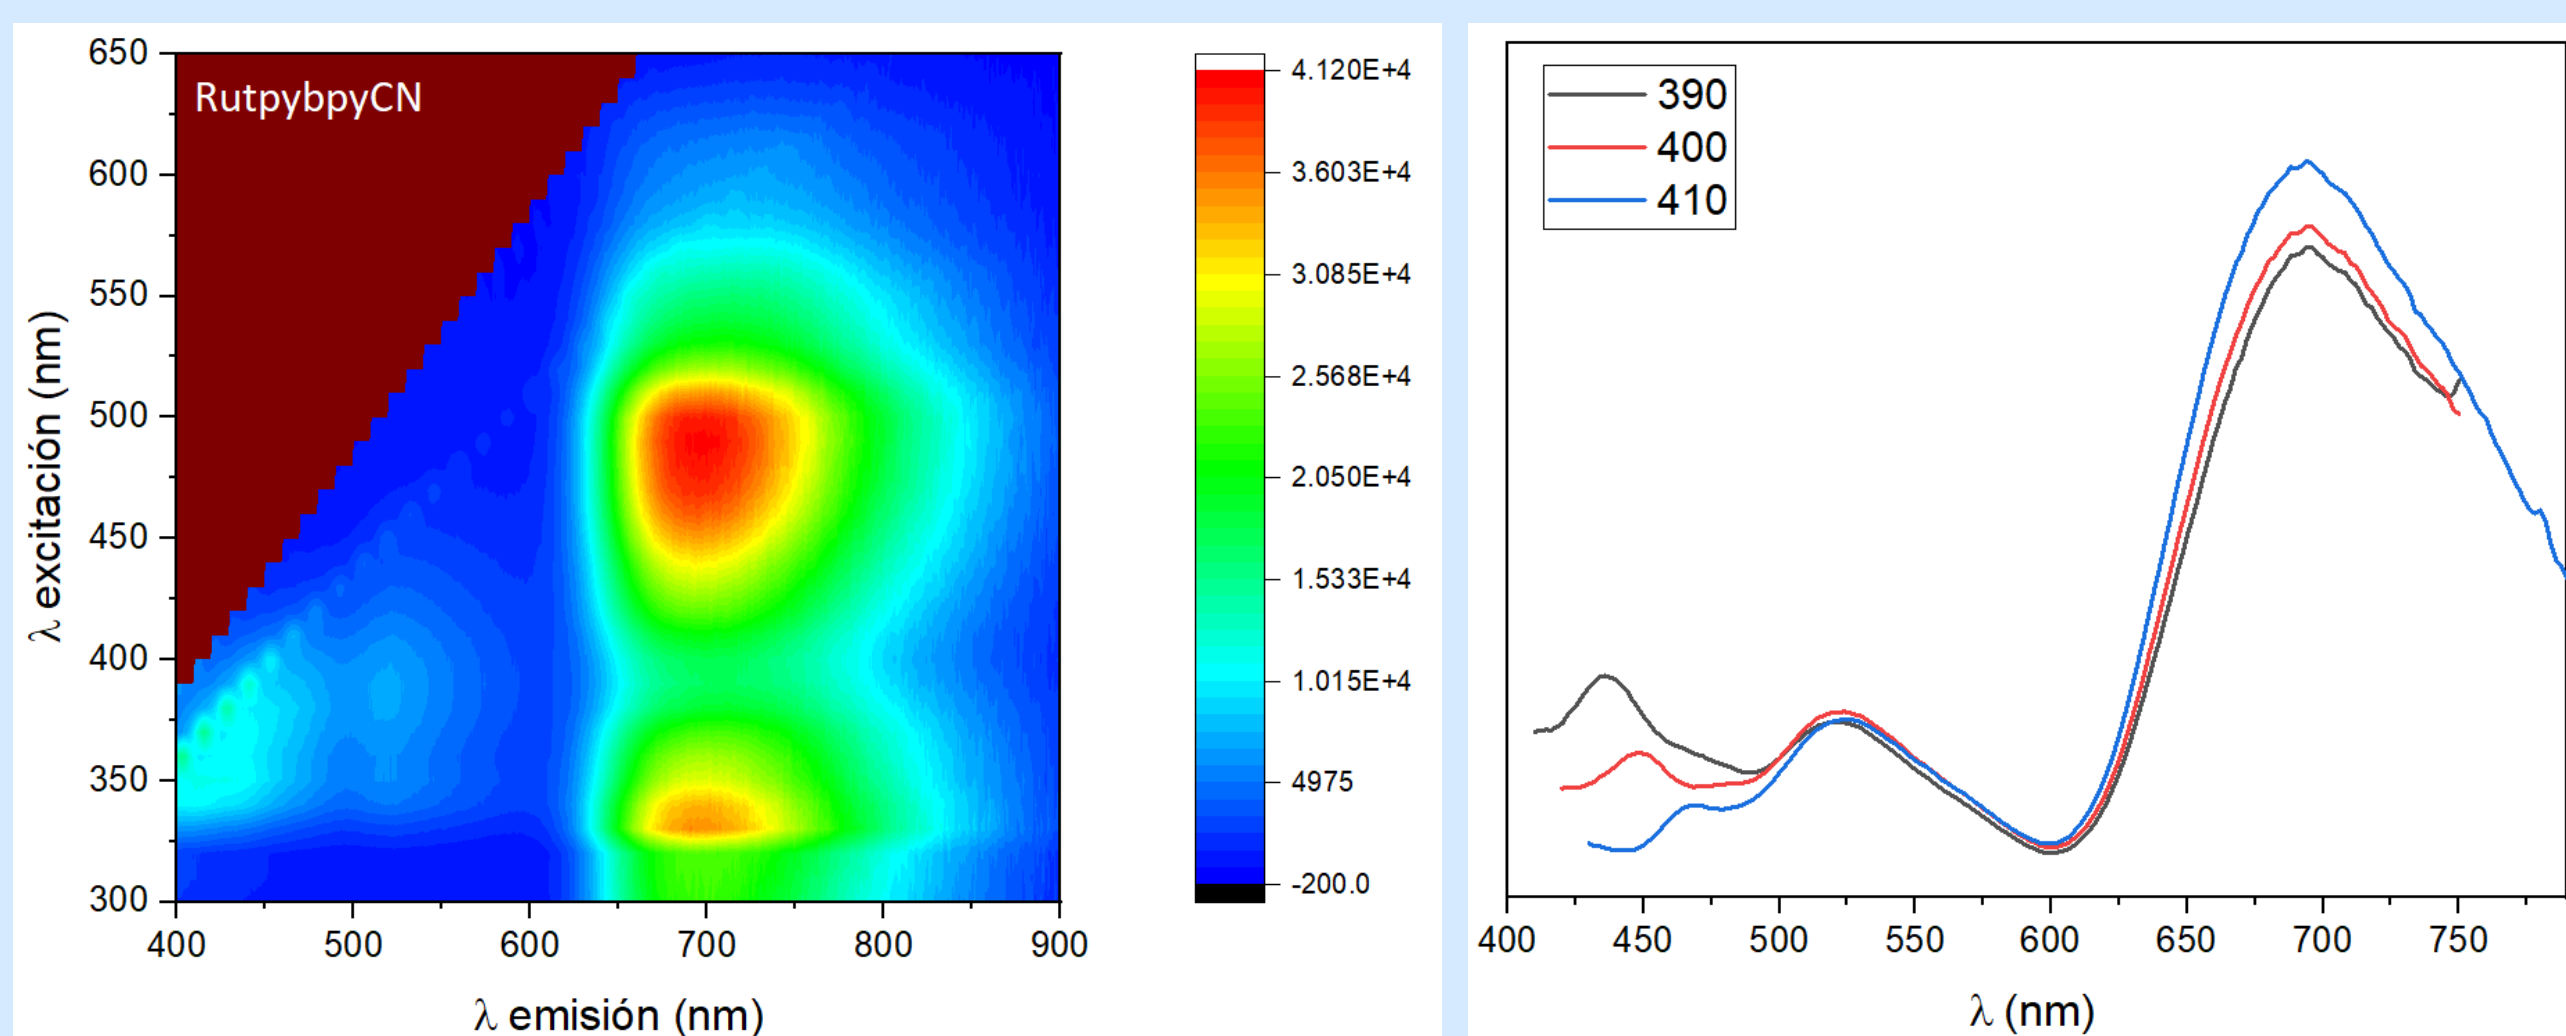 RutpybpyCN
650
600
550
500
450
400
350
300
λ excitación (nm)
400 500 600 700 800 900
λ emisión (nm)
4.120E+4
3.603E+4
3.085E+4
2.568E+4
2.050E+4
1.533E+4
1.015E+4
4975
-200.0
390
400
410
400 450 500 550 600 650 700 750
λ (nm)